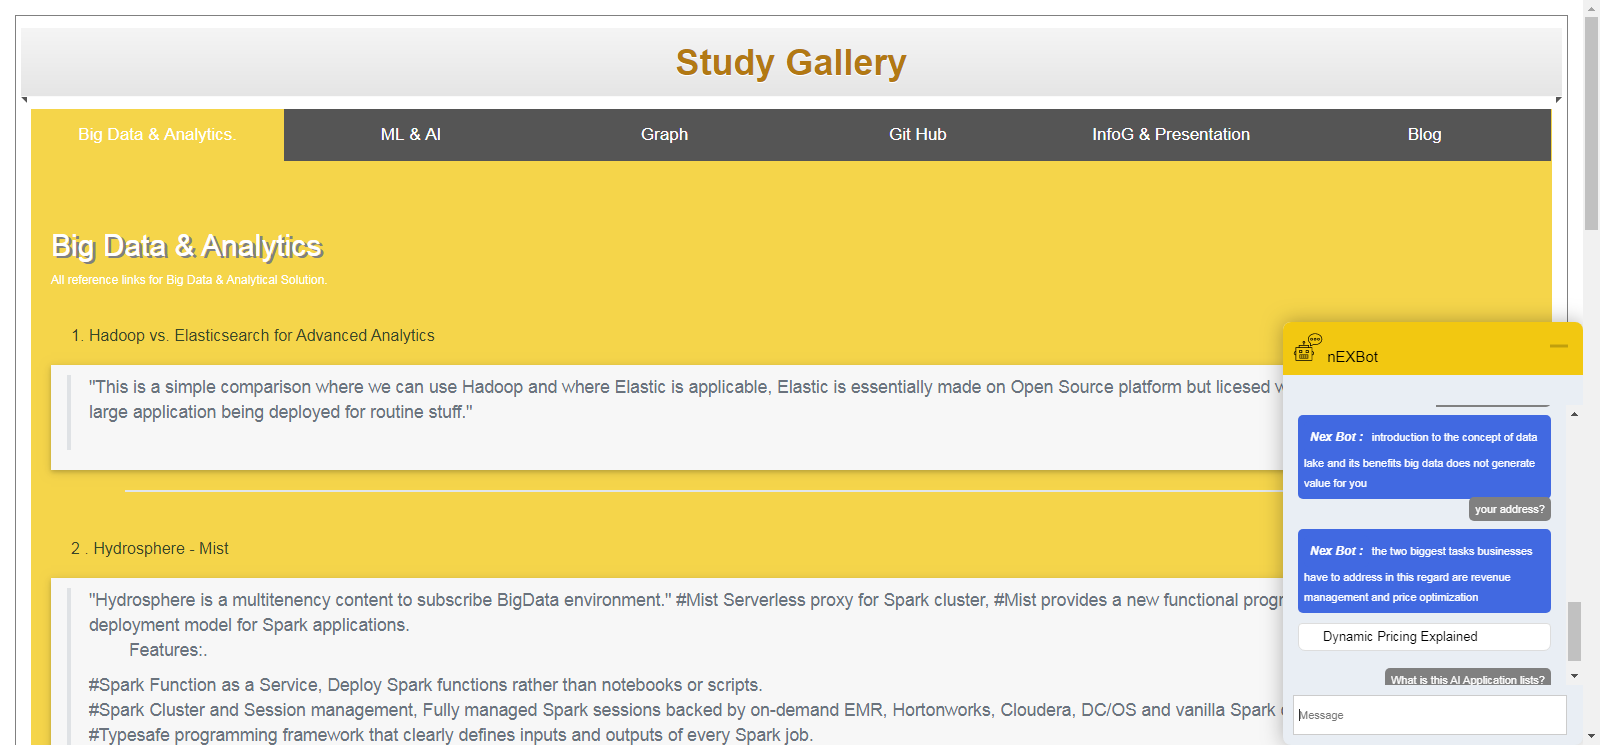 Study Gallery
Big Data & Analytics.
ML & AI
Graph
Git Hub
InfoG & Presentation
Blog
Big Data & Analytics
All reference links for Big Data & Analytical Solution.
1. Hadoop vs. Elasticsearch for Advanced Analytics
"This is a simple comparison where we can use Hadoop and where Elastic is applicable, Elastic is essentially made on Open Source platform but licesed
large application being deployed for routine stuff."
2 . Hydrosphere - Mist
"Hydrosphere is a multitenency content to subscribe BigData environment." #Mist Serverless proxy for Spark cluster, #Mist provides a new functional
deployment model for Spark applications.
Features:.
#Spark Function as a Service, Deploy Spark functions rather than notebooks or scripts.
#Spark Cluster and Session management, Fully managed Spark sessions backed by on-demand EMR, Hortonworks, Cloudera, DC/OS and vanilla Spark
#Typesafe programming framework that clearly defines inputs and outputs of every Spark job.
nEXBot
Nex Bot : introduction to the concept of data
lake and its benefits big data does not generate
value for you
your address?
Nex Bot : the two biggest tasks businesses
have to address in this regard are revenue
management and price optimization
Dynamic Pricing Explained
What is this AI Application lists?
Message